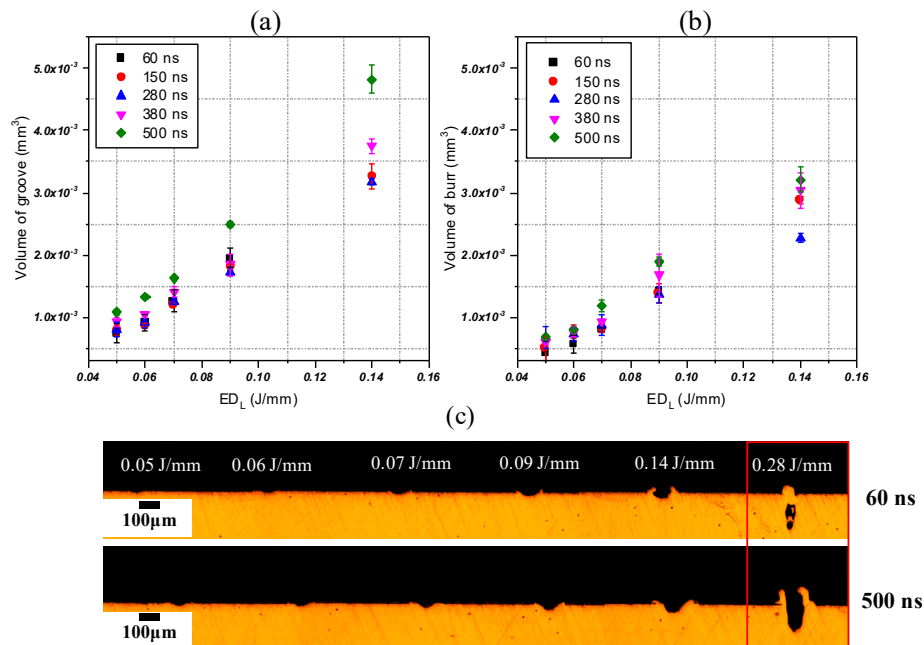 (a)
60 ns
150 ns
280 ns
380 ns
500 ns
5.0x10⁻³
4.0x10⁻³
3.0x10⁻³
2.0x10⁻³
1.0x10⁻³
Volume of groove (mm³)
0.04 0.06 0.08 0.10 0.12 0.14 0.16
ED_L (J/mm)
(b)
60 ns
150 ns
280 ns
380 ns
500 ns
5.0x10⁻³
4.0x10⁻³
3.0x10⁻³
2.0x10⁻³
1.0x10⁻³
Volume of burr (mm³)
0.04 0.06 0.08 0.10 0.12 0.14 0.16
ED_L (J/mm)
(c)
0.05 J/mm 0.06 J/mm 0.07 J/mm 0.09 J/mm 0.14 J/mm 0.28 J/mm
100µm
60 ns
100µm
500 ns